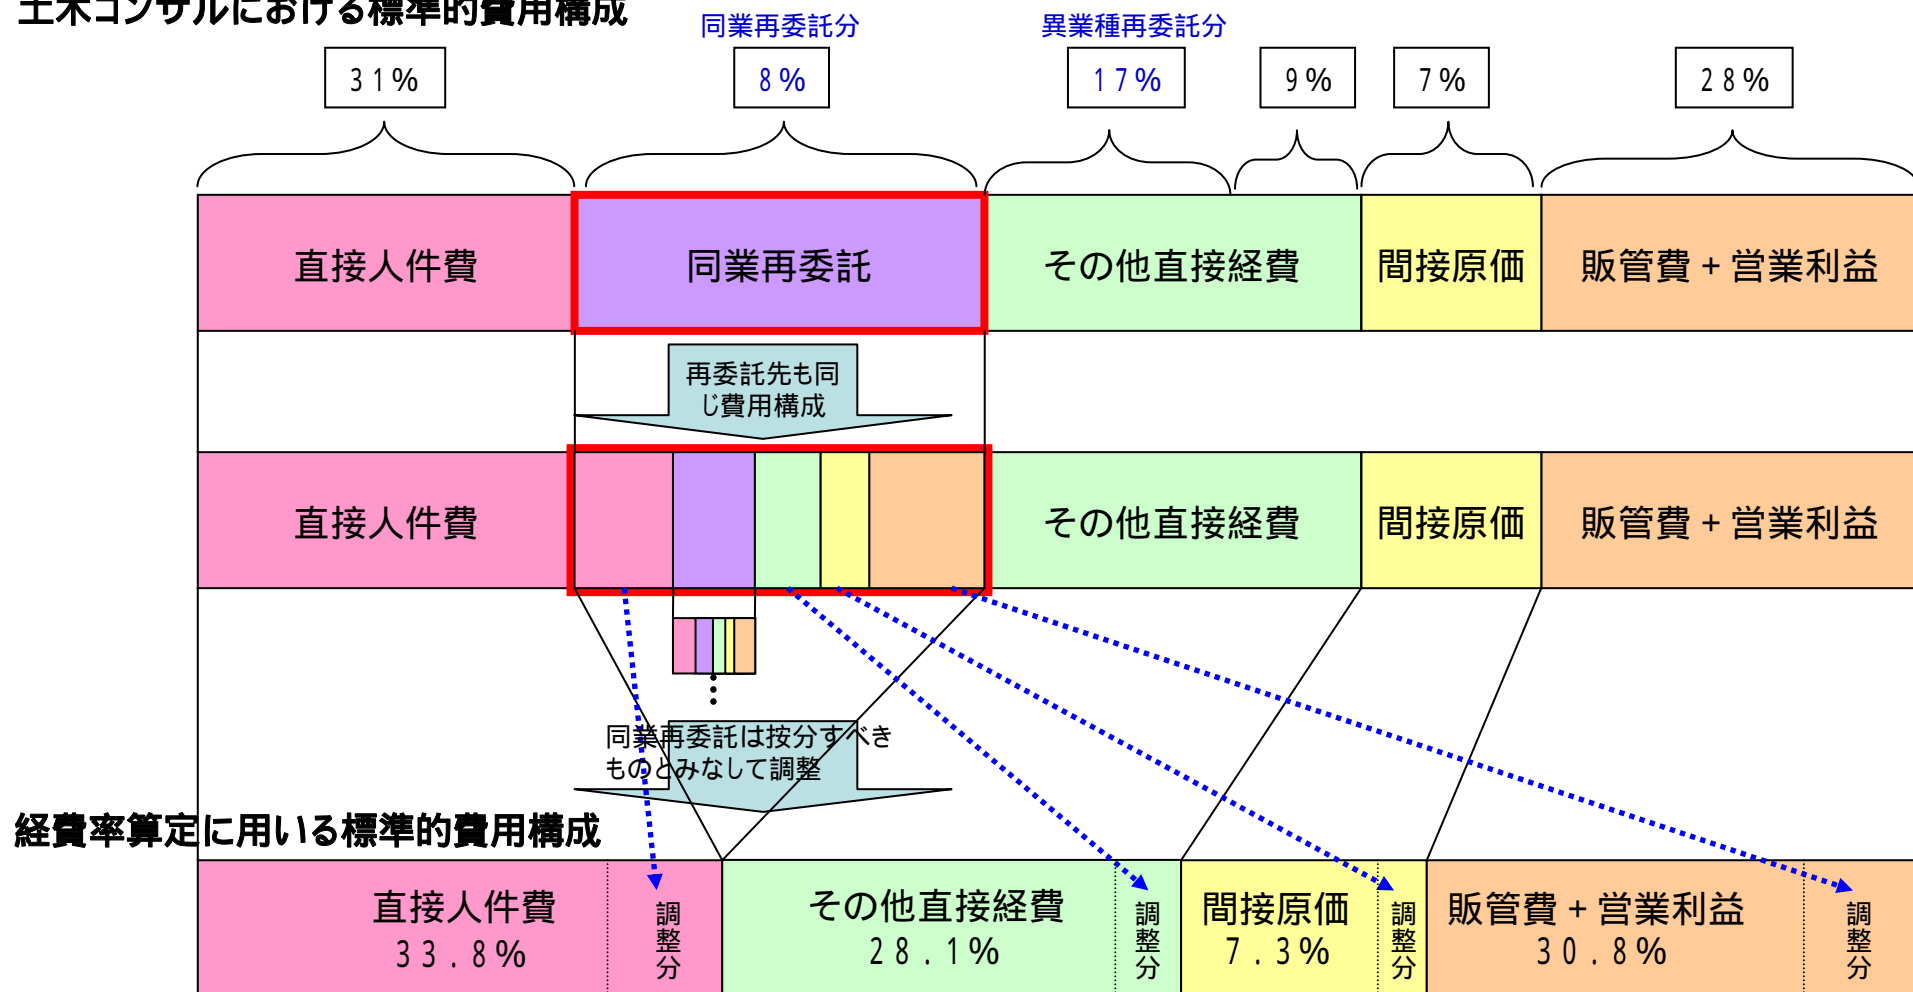 土木コンサルにおける標準的費用構成
同業再委託分
異業種再委託分
31%
8%
17%
9%
7%
28%
直接人件費
同業再委託
その他直接経費
間接原価
販管費+営業利益
再委託先も同
じ費用構成
直接人件費
その他直接経費
間接原価
販管費+営業利益
同業再委託は按分すべき
ものとみなして調整
経費率算定に用いる標準的費用構成
直接人件費
33.8%
調整分
その他直接経費
28.1%
調整分
間接原価
7.3%
調整分
販管費+営業利益
30.8%
調整分